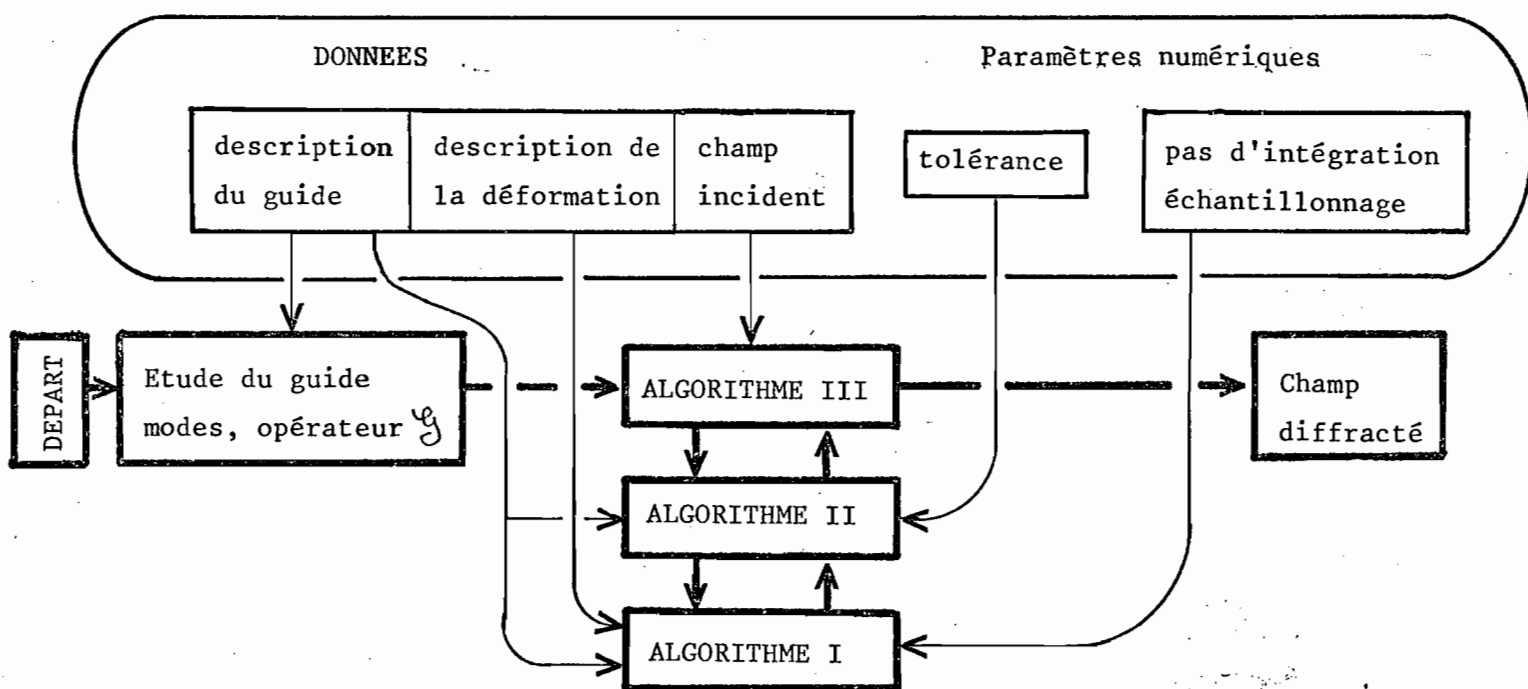 DONNEES
Paramètres numériques
description
du guide
description de
la déformation
champ
incident
tolérance
pas d'intégration
échantillonnage
DEPART
Etude du guide
modes, opérateur 𝒢
ALGORITHME III
Champ
diffracté
ALGORITHME II
ALGORITHME I